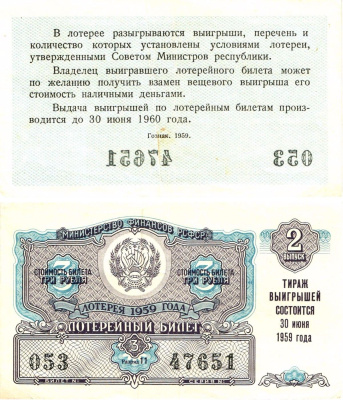 В лотерее разыгрываются выигрыши, перечень и
количество которых установлены условиями лотереи,
утвержденными Советом Министров республики.
Владелец выигравшего лотерейного билета может
по желанию получить взамен вещевого выигрыша его
стоимость наличными деньгами.
Выдача выигрышей по лотерейным билетам произ-
водится до 30 июня 1960 года.
Гознак. 1959.
47651 053
МИНИСТЕРСТВО ФИНАНСОВ РСФСР
СТОИМОСТЬ БИЛЕТА
3
ТРИ РУБЛЯ
СТОИМОСТЬ БИЛЕТА
3
ТРИ РУБЛЯ
ЛОТЕРЕЯ 1959 ГОДА
ЛОТЕРЕЙНЫЙ БИЛЕТ
3
053 47651
БИЛЕТ № СЕРИЯ №
2
ВЫПУСК
ТИРАЖ
ВЫИГРЫШЕЙ
СОСТОИТСЯ
30 июня
1959 года